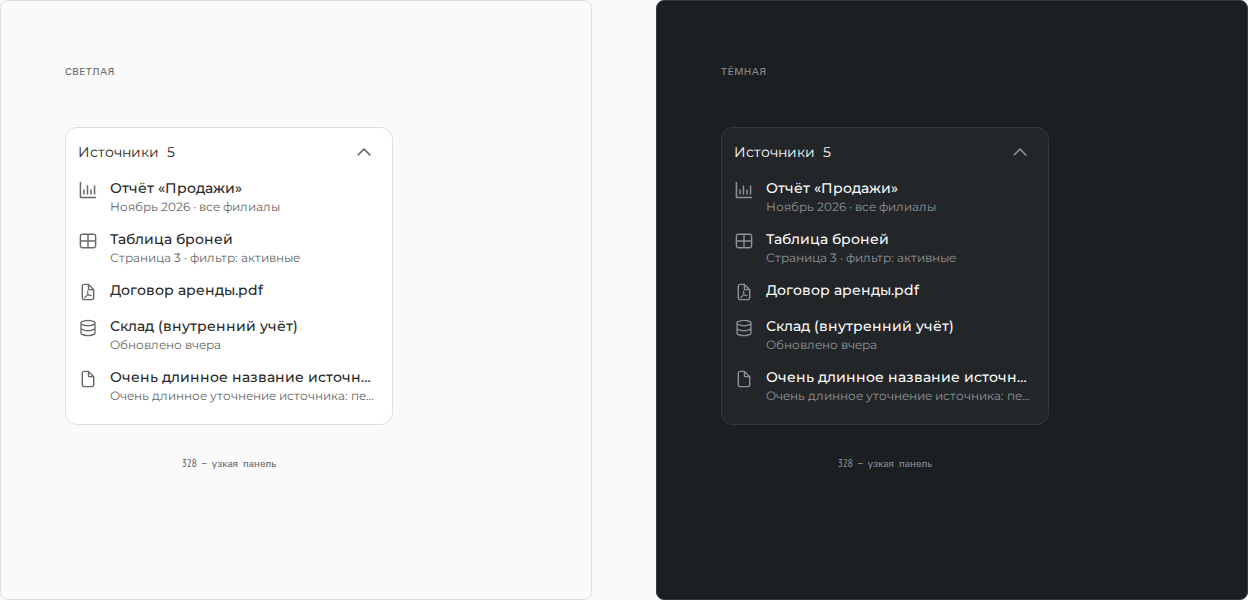 СВЕТЛАЯ
Источники 5
Отчёт «Продажи»
Ноябрь 2026 · все филиалы
Таблица броней
Страница 3 · фильтр: активные
Договор аренды.pdf
Склад (внутренний учёт)
Обновлено вчера
Очень длинное название источн...
Очень длинное уточнение источника: пе...
328 — узкая панель
ТЁМНАЯ
Источники 5
Отчёт «Продажи»
Ноябрь 2026 · все филиалы
Таблица броней
Страница 3 · фильтр: активные
Договор аренды.pdf
Склад (внутренний учёт)
Обновлено вчера
Очень длинное название источн...
Очень длинное уточнение источника: пе...
328 — узкая панель